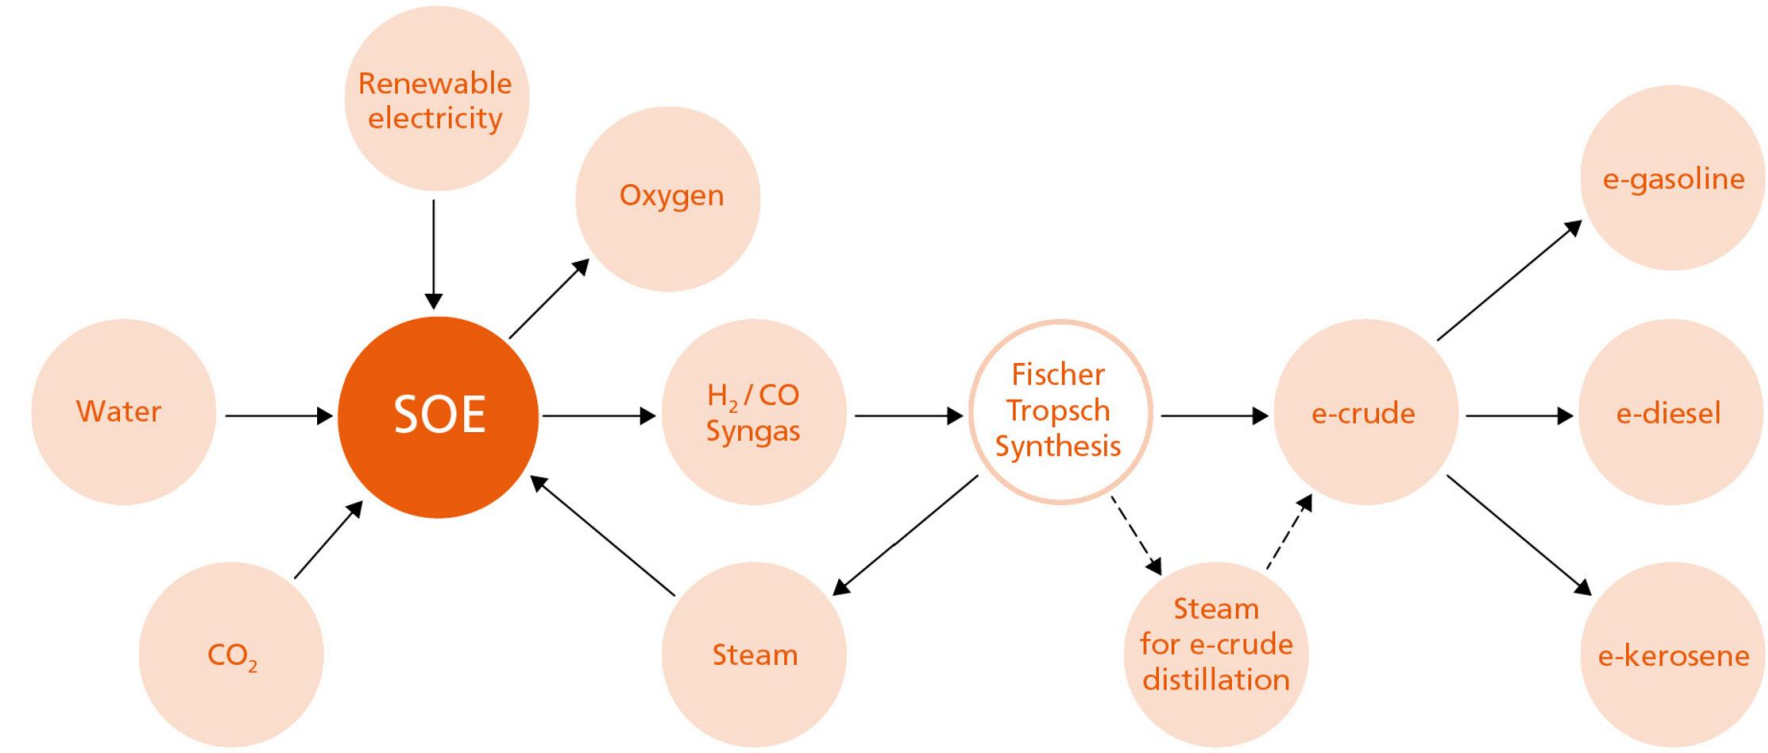 Renewable
electricity
Oxygen
e-gasoline
Water
SOE
H₂ / CO
Syngas
Fischer
Tropsch
Synthesis
e-crude
e-diesel
CO₂
Steam
Steam
for e-crude
distillation
e-kerosene